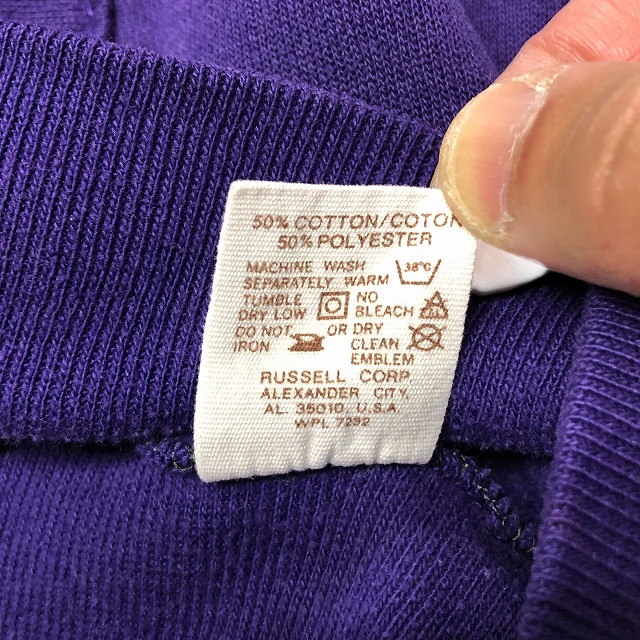 50% COTTON/COTON
50% POLYESTER
MACHINE WASH
SEPARATELY WARM 38°C
TUMBLE NO
DRY LOW BLEACH
DO NOT OR DRY
IRON CLEAN
EMBLEM
RUSSELL CORP
ALEXANDER CITY,
AL. 35010, U.S.A
WPL 7232